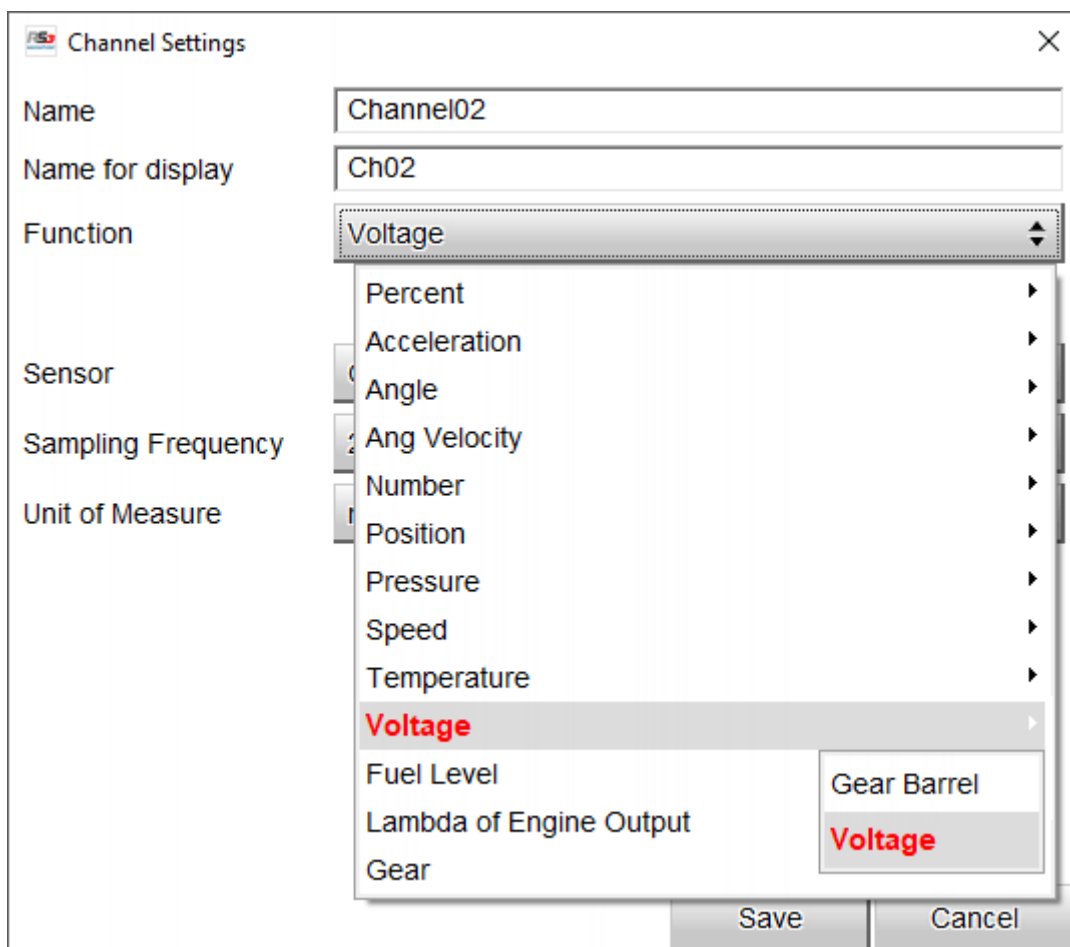 RS3
Channel Settings
Name
Channel02
Name for display
Ch02
Function
Voltage
Percent
Acceleration
Sensor
Angle
Sampling Frequency
Ang Velocity
Number
Unit of Measure
Position
Pressure
Speed
Temperature
Voltage
Fuel Level
Gear Barrel
Lambda of Engine Output
Voltage
Gear
Save
Cancel